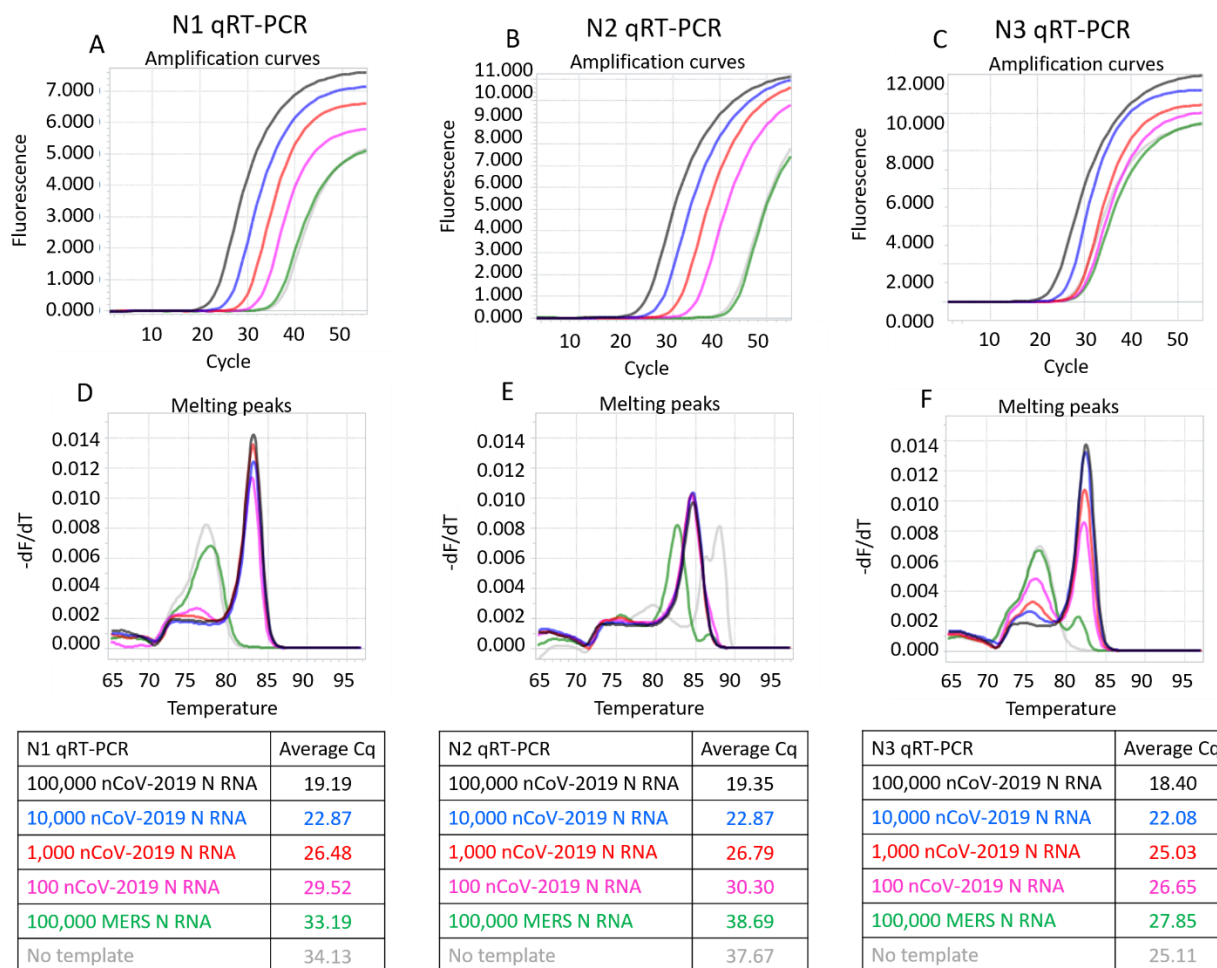 N1 qRT-PCR
A
Amplification curves
7.000
6.000
5.000
4.000
3.000
2.000
1.000
0.000
Fluorescence
10 20 30 40 50
Cycle
N2 qRT-PCR
B
Amplification curves
11.000
10.000
9.000
8.000
7.000
6.000
5.000
4.000
3.000
2.000
1.000
0.000
Fluorescence
10 20 30 40 50
Cycle
N3 qRT-PCR
C
Amplification curves
12.000
10.000
8.000
6.000
4.000
2.000
0.000
Fluorescence
10 20 30 40 50
Cycle
D
Melting peaks
0.014
0.012
0.010
0.008
0.006
0.004
0.002
0.000
-dF/dT
65 70 75 80 85 90 95
Temperature
E
Melting peaks
0.014
0.012
0.010
0.008
0.006
0.004
0.002
0.000
-dF/dT
65 70 75 80 85 90 95
Temperature
F
Melting peaks
0.014
0.012
0.010
0.008
0.006
0.004
0.002
0.000
-dF/dT
65 70 75 80 85 90 95
Temperature
N1 qRT-PCR Average Cq
100,000 nCoV-2019 N RNA 19.19
10,000 nCoV-2019 N RNA 22.87
1,000 nCoV-2019 N RNA 26.48
100 nCoV-2019 N RNA 29.52
100,000 MERS N RNA 33.19
No template 34.13
N2 qRT-PCR Average Cq
100,000 nCoV-2019 N RNA 19.35
10,000 nCoV-2019 N RNA 22.87
1,000 nCoV-2019 N RNA 26.79
100 nCoV-2019 N RNA 30.30
100,000 MERS N RNA 38.69
No template 37.67
N3 qRT-PCR Average Cq
100,000 nCoV-2019 N RNA 18.40
10,000 nCoV-2019 N RNA 22.08
1,000 nCoV-2019 N RNA 25.03
100 nCoV-2019 N RNA 26.65
100,000 MERS N RNA 27.85
No template 25.11